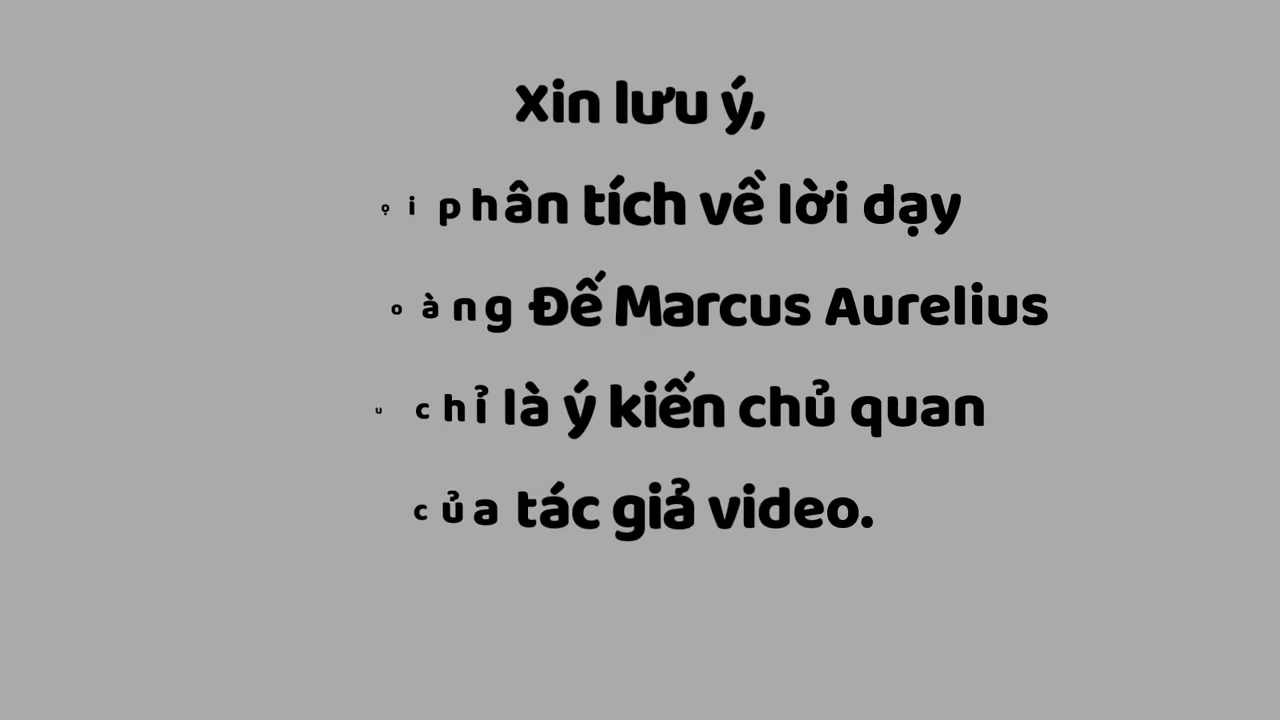 Xin lưu ý,
ọi phân tích về lời dạy
oàng Đế Marcus Aurelius
u chỉ là ý kiến chủ quan
của tác giả video.